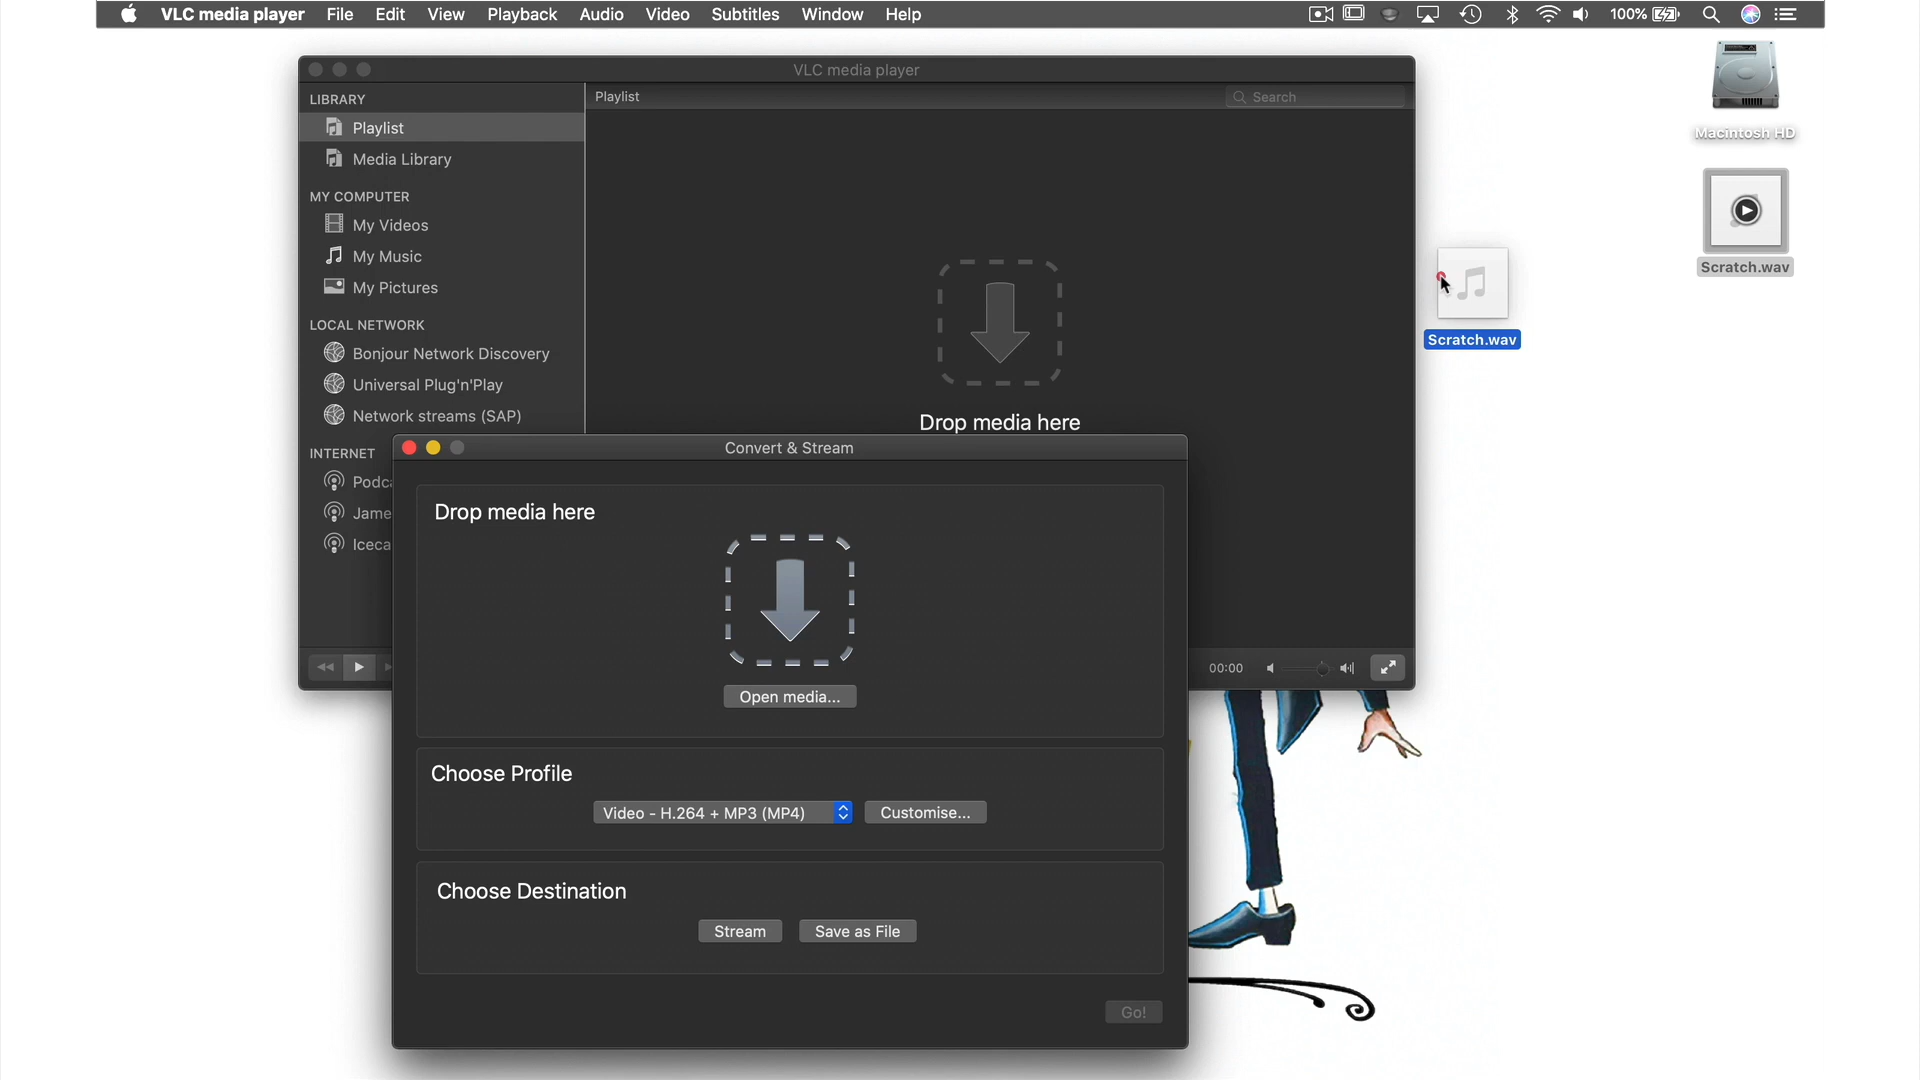 VLC media player File Edit View Playback Audio Video Subtitles Window Help
100%
VLC media player
LIBRARY
Playlist
Media Library
MY COMPUTER
My Videos
My Music
My Pictures
LOCAL NETWORK
Bonjour Network Discovery
Universal Plug'n'Play
Network streams (SAP)
INTERNET
Podca
Jame
Iceca
Playlist
Search
Drop media here
00:00
Convert & Stream
Drop media here
Open media...
Choose Profile
Video - H.264 + MP3 (MP4)
Customise...
Choose Destination
Stream
Save as File
Go!
Macintosh HD
Scratch.wav
Scratch.wav